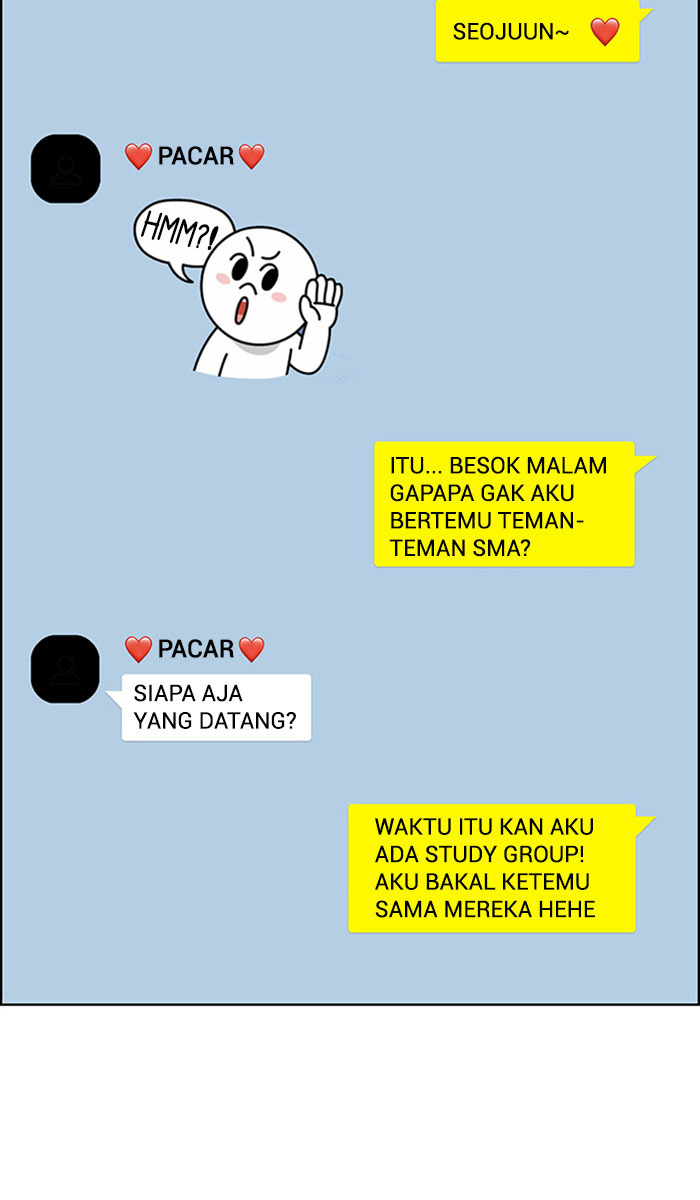 SEOJUUN~ ❤️
❤️ PACAR ❤️
HMM?!
ITU... BESOK MALAM
GAPAPA GAK AKU
BERTEMU TEMAN-
TEMAN SMA?
❤️ PACAR ❤️
SIAPA AJA
YANG DATANG?
WAKTU ITU KAN AKU
ADA STUDY GROUP!
AKU BAKAL KETEMU
SAMA MEREKA HEHE